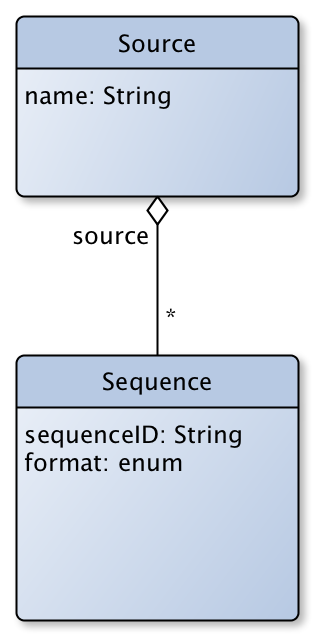 Source
name: String
source
*
Sequence
sequenceID: String
format: enum